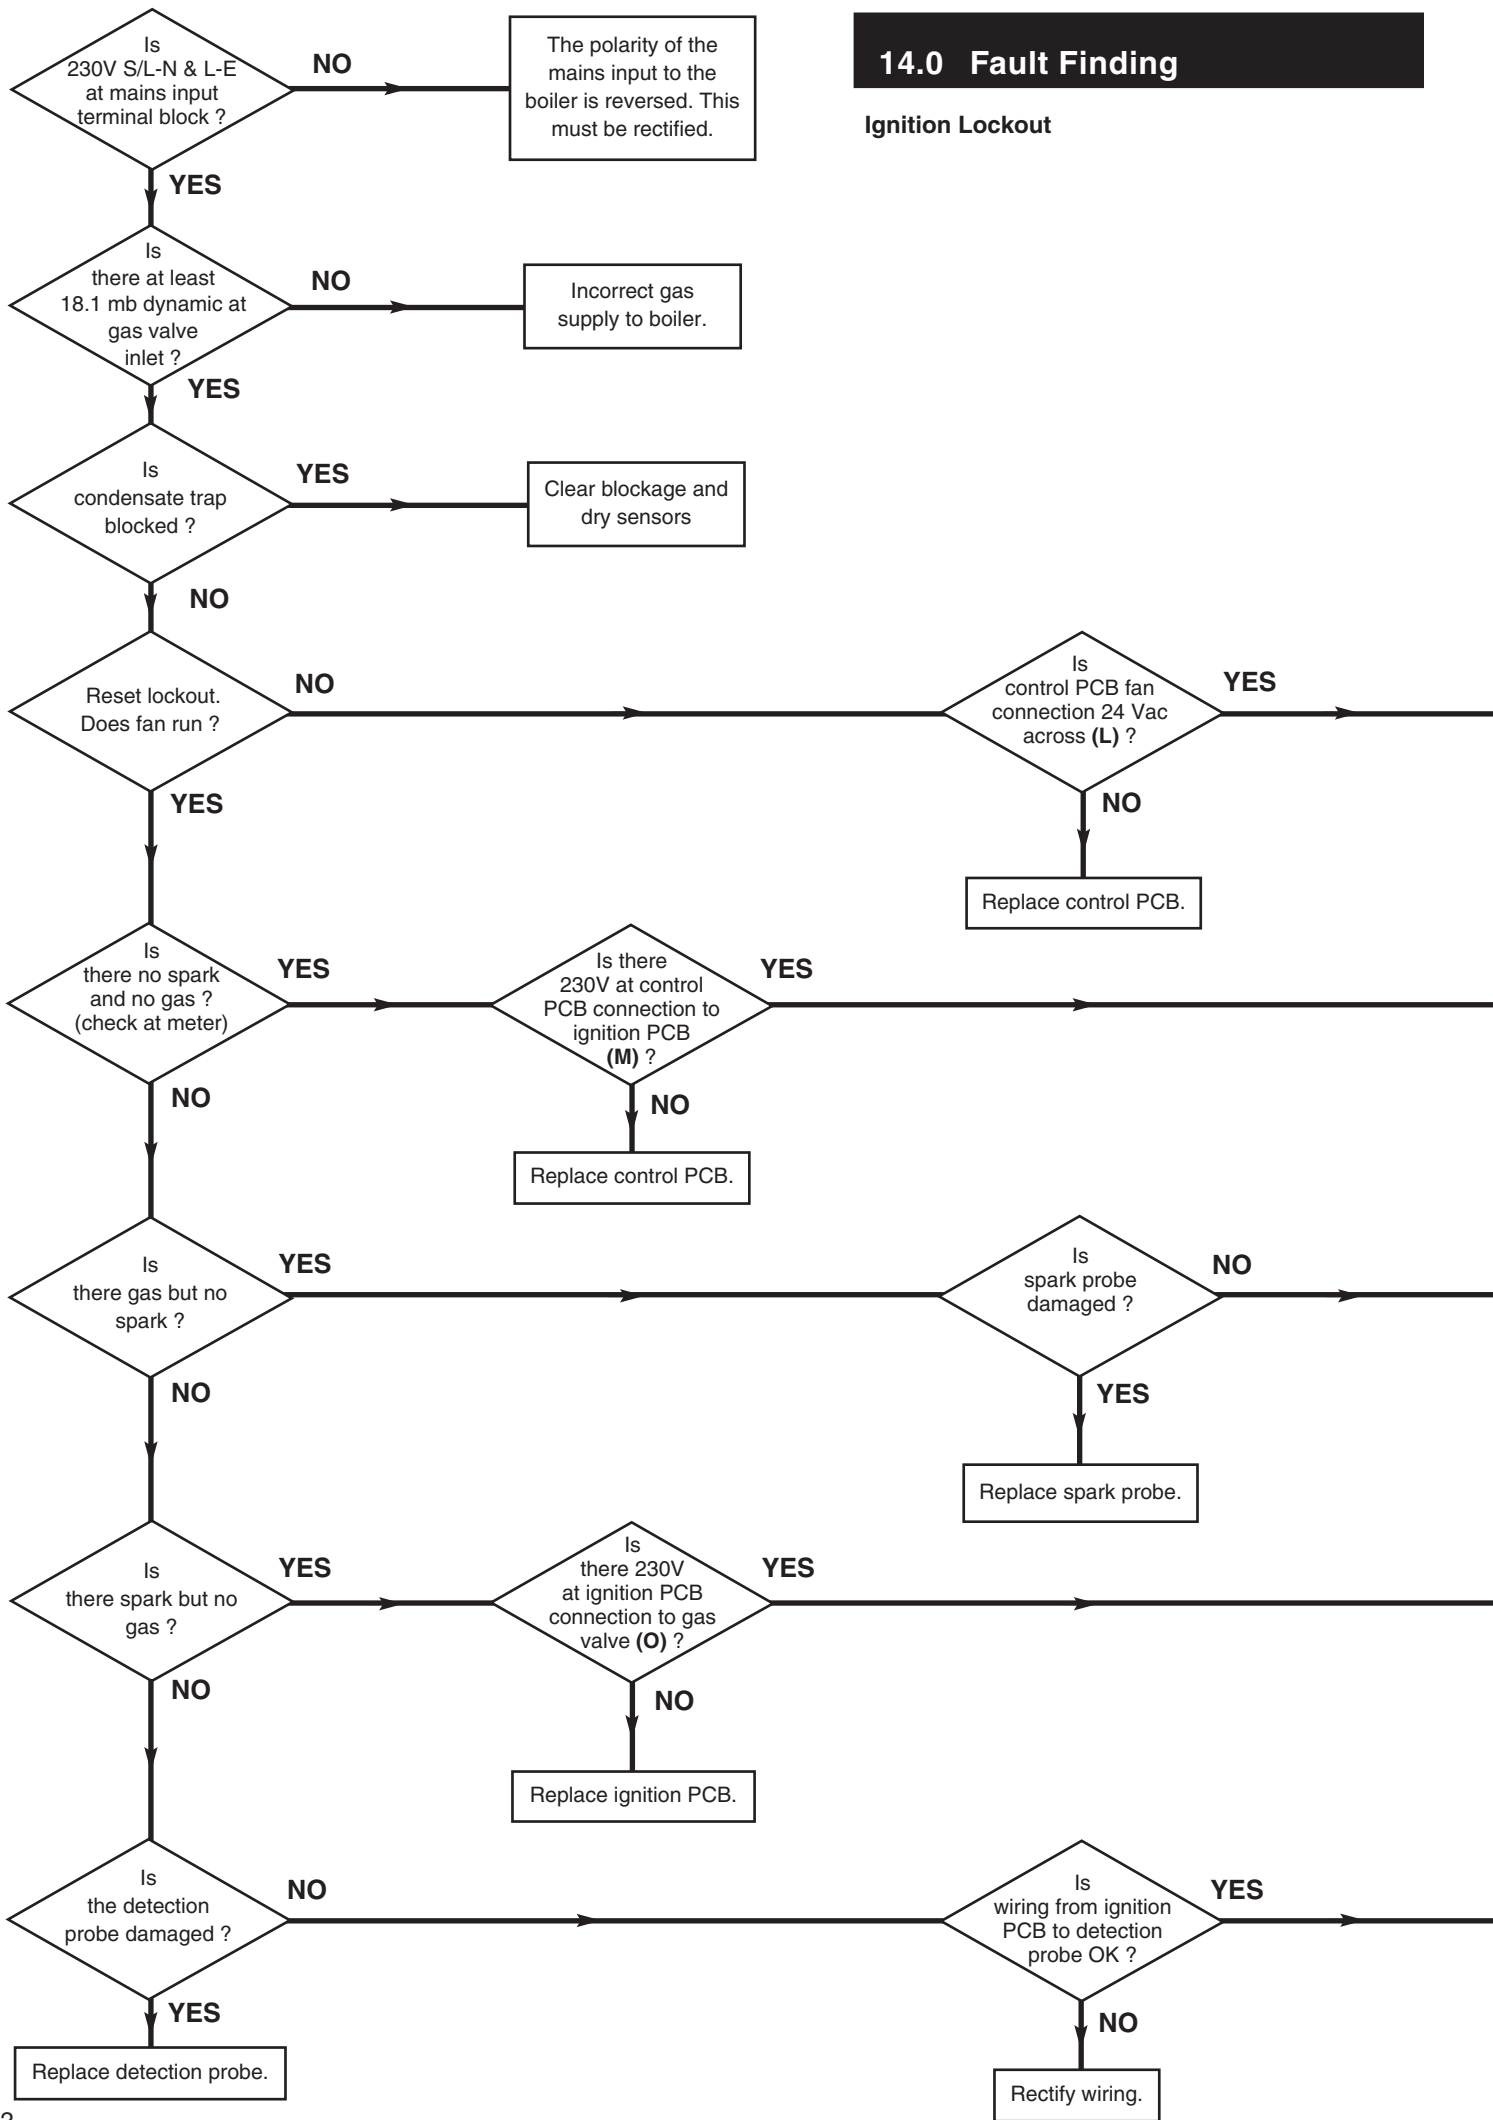 14.0 Fault Finding
Ignition Lockout
Is
230V S/L-N & L-E
at mains input
terminal block ?
NO
The polarity of the
mains input to the
boiler is reversed. This
must be rectified.
YES
Is
there at least
18.1 mb dynamic at
gas valve
inlet ?
NO
Incorrect gas
supply to boiler.
YES
Is
condensate trap
blocked ?
YES
Clear blockage and
dry sensors
NO
Reset lockout.
Does fan run ?
NO
Is
control PCB fan
connection 24 Vac
across (L) ?
YES
NO
Replace control PCB.
YES
Is
there no spark
and no gas ?
(check at meter)
YES
Is there
230V at control
PCB connection to
ignition PCB
(M) ?
YES
NO
Replace control PCB.
NO
Is
there gas but no
spark ?
YES
Is
spark probe
damaged ?
NO
YES
Replace spark probe.
NO
Is
there spark but no
gas ?
YES
Is
there 230V
at ignition PCB
connection to gas
valve (O) ?
YES
NO
Replace ignition PCB.
NO
Is
the detection
probe damaged ?
NO
Is
wiring from ignition
PCB to detection
probe OK ?
YES
NO
Rectify wiring.
YES
Replace detection probe.